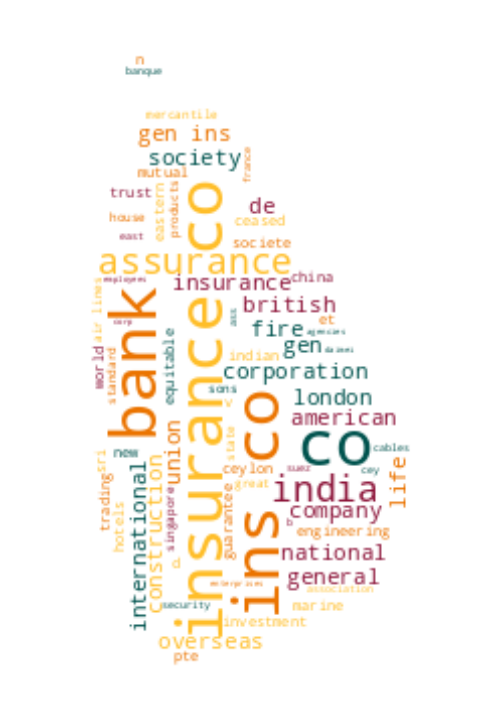 n
banque
mercantile
gen ins
society
france
mutual
trust
eastern
products
co
de
house
ceased
east
societe
assurance
employees
insurance
china
air lines
bank
british
corp
ass
fire
et
agencies
world
standard
equitable
gen
dai
indian
corporation
sons
london
v
american
insurance co
ins co
co
union
state
cables
new
sri
ceylon
suez
cey
life
trading
international
construction
great
india
singapore
guarantee
company
hotels
b
engineering
national
d
general
enterprises
association
security
marine
investment
overseas
pte